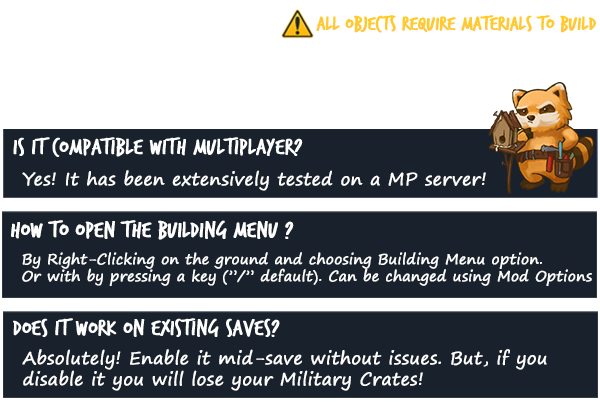 ALL OBJECTS REQUIRE MATERIALS TO BUILD
IS IT COMPATIBLE WITH MULTIPLAYER?
Yes! It has been extensively tested on a MP server!
HOW TO OPEN THE BUILDING MENU ?
By Right-Clicking on the ground and choosing Building Menu option.
Or with by pressing a key ("/" default). Can be changed using Mod Options
DOES IT WORK ON EXISTING SAVES?
Absolutely! Enable it mid-save without issues. But, if you
disable it you will lose your Military Crates!